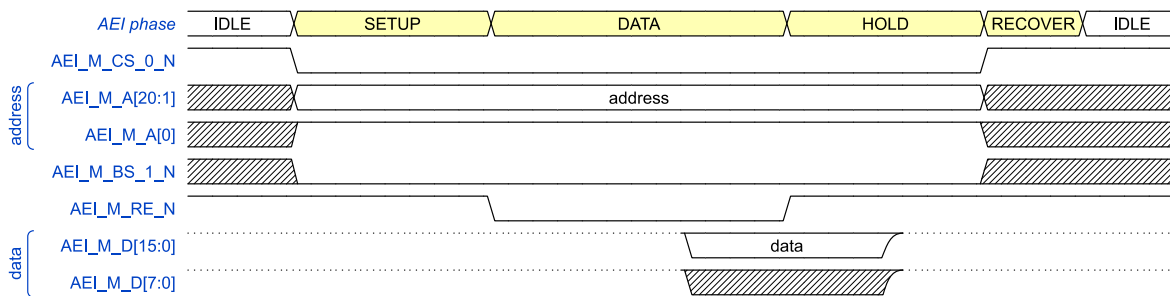 AEI phase IDLE SETUP DATA HOLD RECOVER IDLE
AEI_M_CS_0_N
address
AEI_M_A[20:1] address
AEI_M_A[0]
AEI_M_BS_1_N
AEI_M_RE_N
data
AEI_M_D[15:0] data
AEI_M_D[7:0]